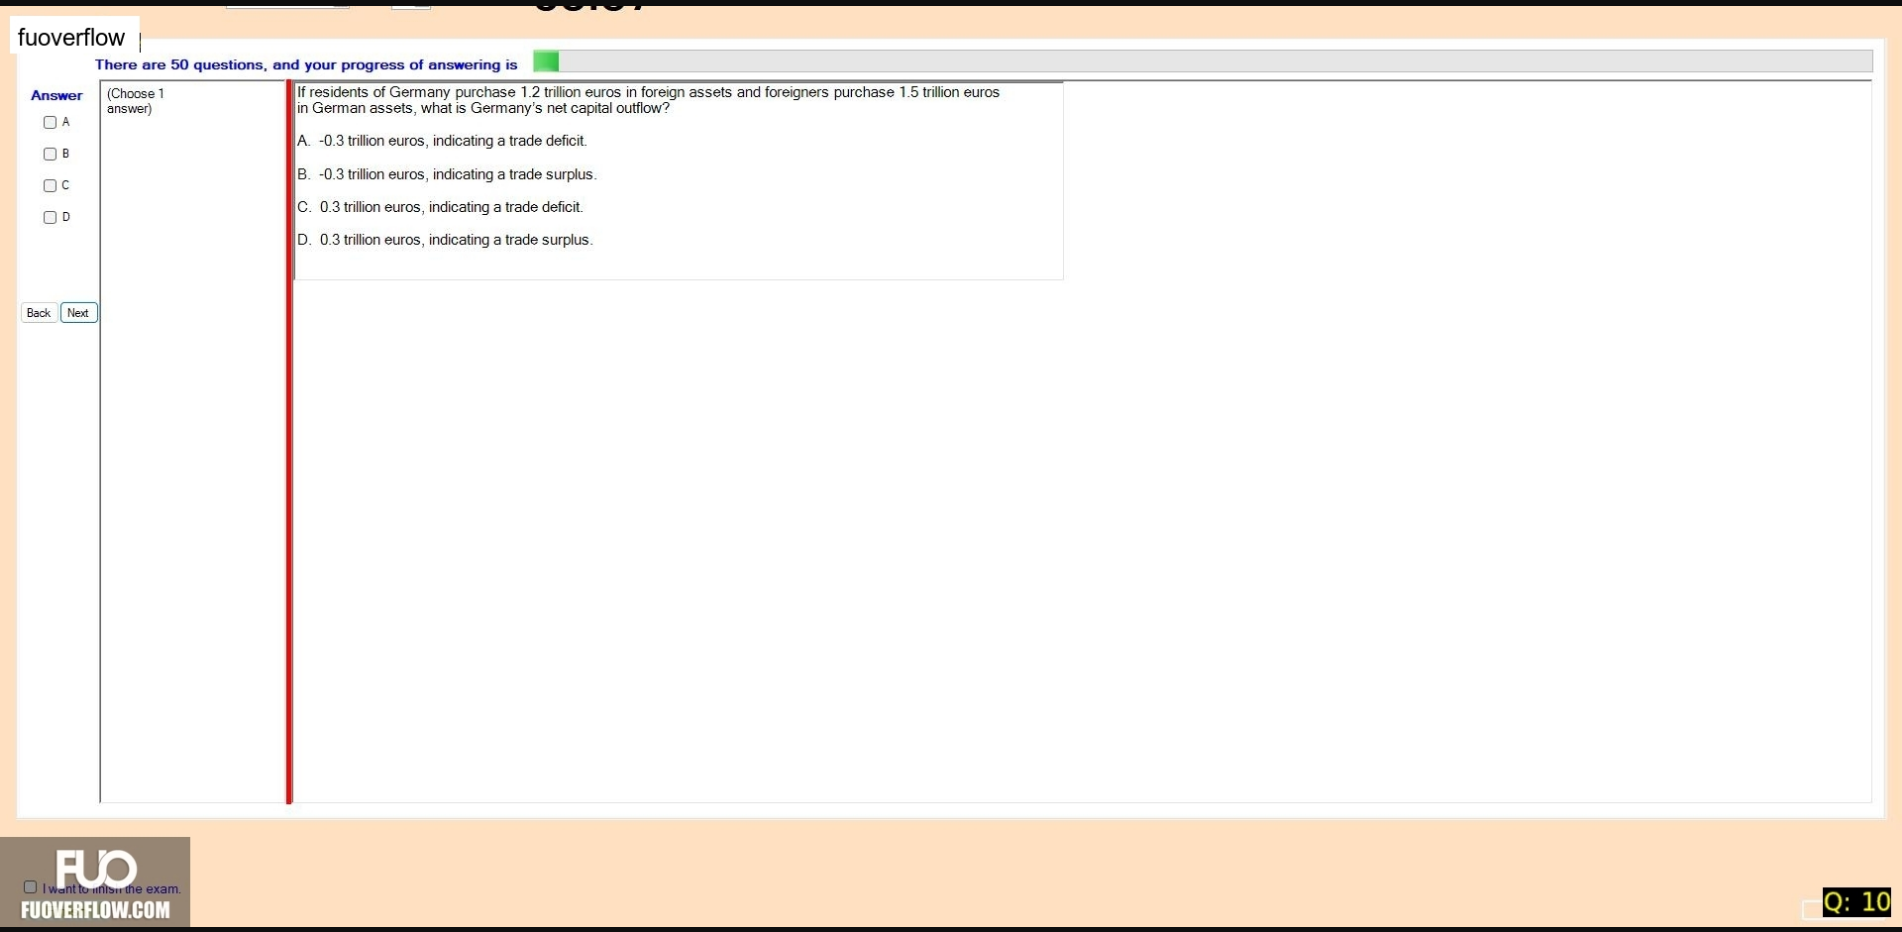 fuoverflow
There are 50 questions, and your progress of answering is
Answer
(Choose 1
answer)
A
B
C
D
Back Next
If residents of Germany purchase 1.2 trillion euros in foreign assets and foreigners purchase 1.5 trillion euros
in German assets, what is Germany's net capital outflow?
A. -0.3 trillion euros, indicating a trade deficit.
B. -0.3 trillion euros, indicating a trade surplus.
C. 0.3 trillion euros, indicating a trade deficit.
D. 0.3 trillion euros, indicating a trade surplus.
FUO
I want to finish the exam.
FUOVERFLOW.COM
Q: 10